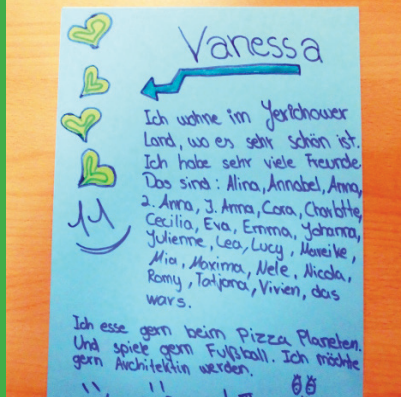 Vanessa
Ich wohne im Jerichower
Land, wo es sehr schön ist.
Ich habe sehr viele Freunde.
Das sind: Alina, Annabel, Anna,
2. Anna, 3. Anna, Cora, Charlotte,
Cecilia, Eva, Emma, Johanna,
Julienne, Lea, Lucy, Mareike,
Mia, Maxima, Nele, Nicola,
Romy, Tatjana, Vivien, das
wars.
Ich esse gern beim Pizza Planeten.
Und spiele gern Fußball. Ich möchte
gern Architektin werden.